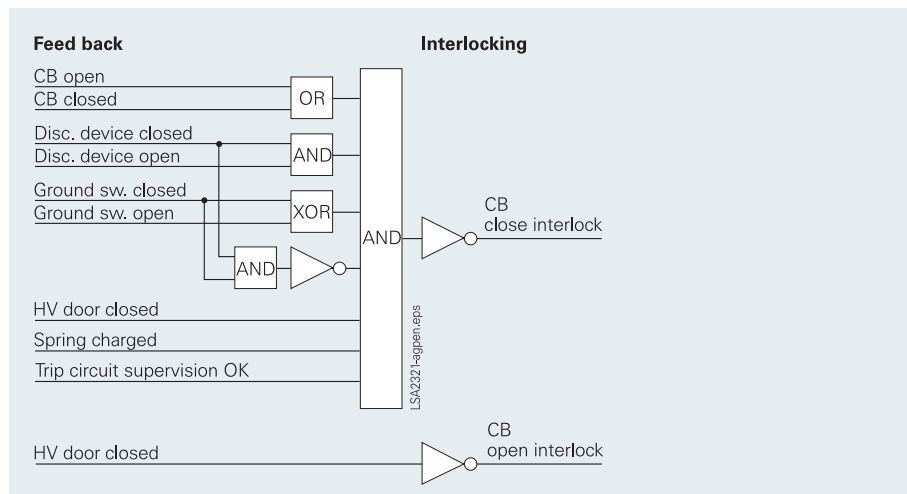 Feed back
Interlocking
CB open
CB closed
OR
Disc. device closed
Disc. device open
AND
Ground sw. closed
Ground sw. open
XOR
AND
AND
CB
close interlock
HV door closed
Spring charged
Trip circuit supervision OK
LSA2321-agpen.eps
HV door closed
CB
open interlock